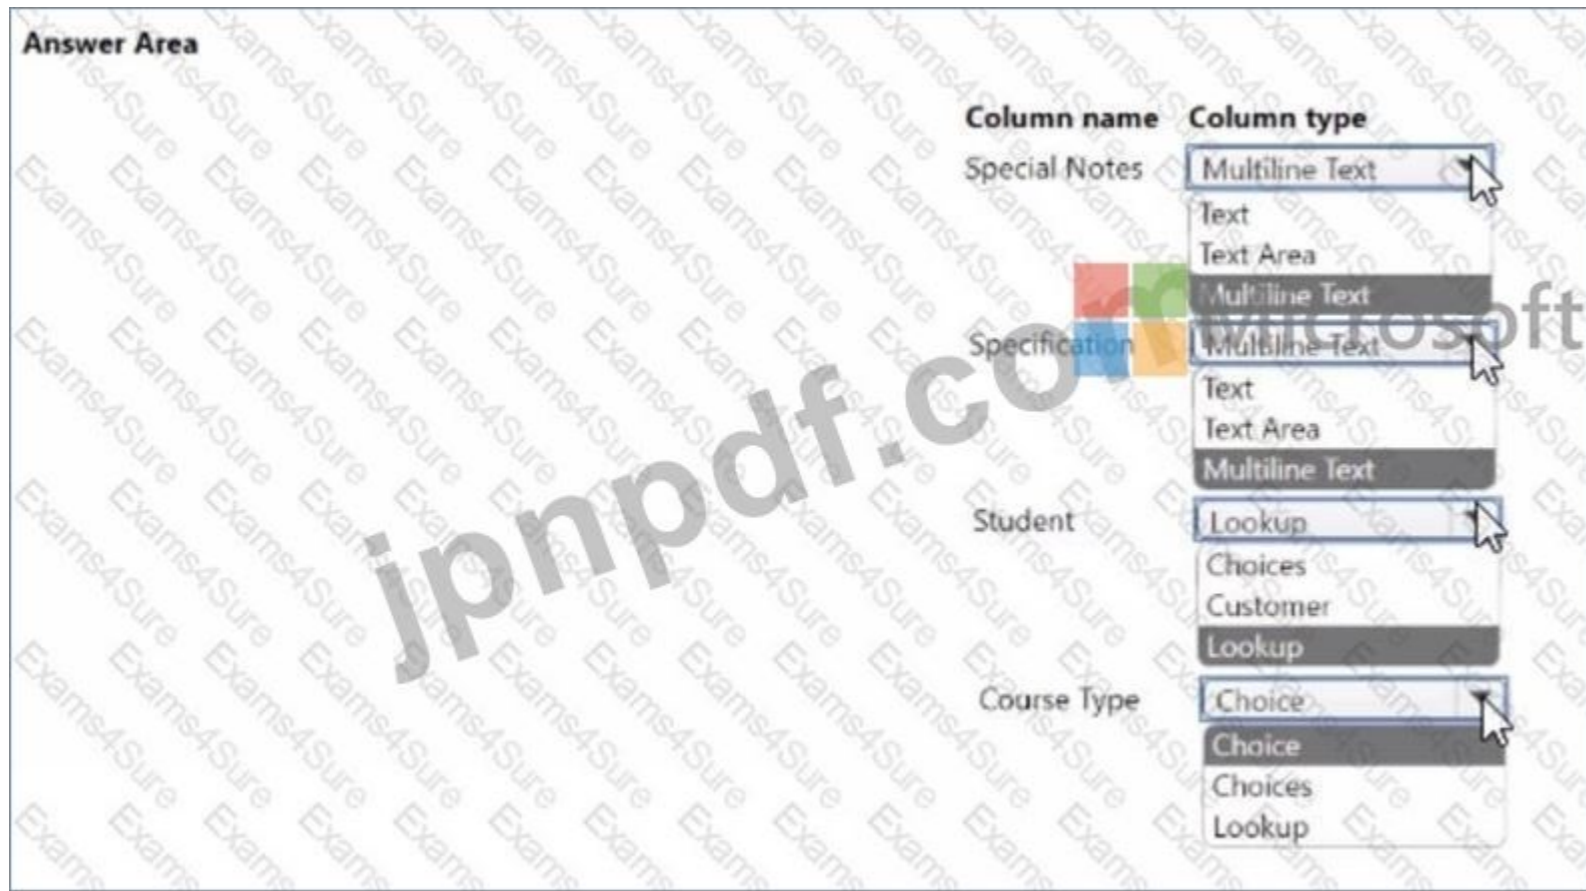 Answer Area
Column name Column type
Special Notes Multiline Text
Text
Text Area
Multiline Text
Specification Multiline Text
Microsoft
Text
Text Area
Multiline Text
Student Lookup
Choices
Customer
Lookup
Course Type Choice
Choice
Choices
Lookup
jpnpdf.com
Exams4Sure